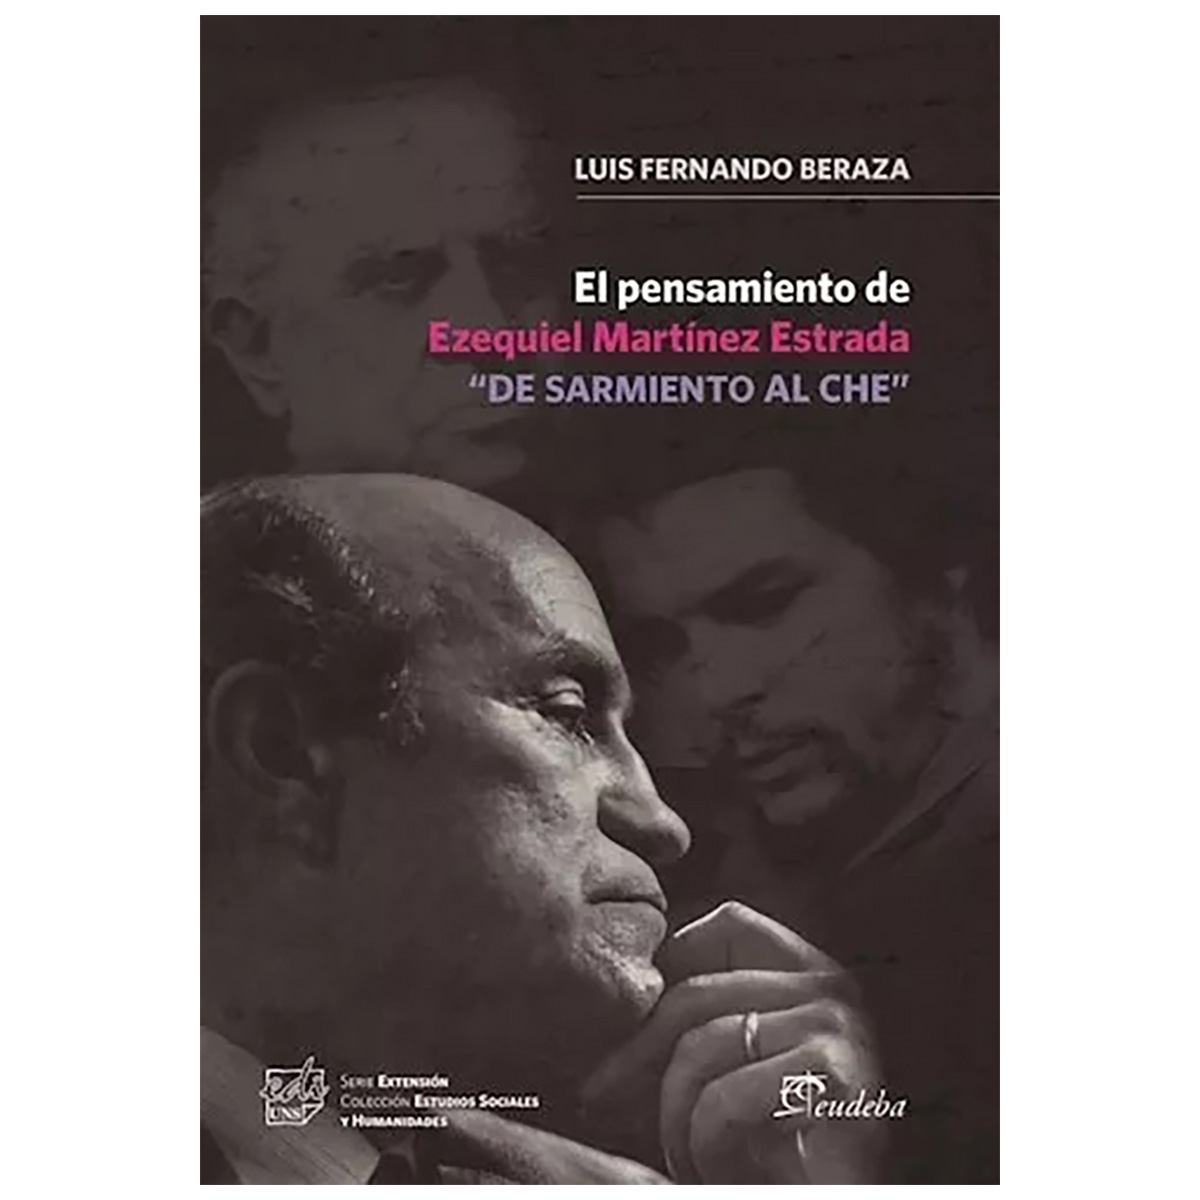 LUIS FERNANDO BERAZA
El pensamiento de
Ezequiel Martínez Estrada
“DE SARMIENTO AL CHE”
edi
UNS
SERIE EXTENSIÓN
COLECCIÓN ESTUDIOS SOCIALES
Y HUMANIDADES
eudeba